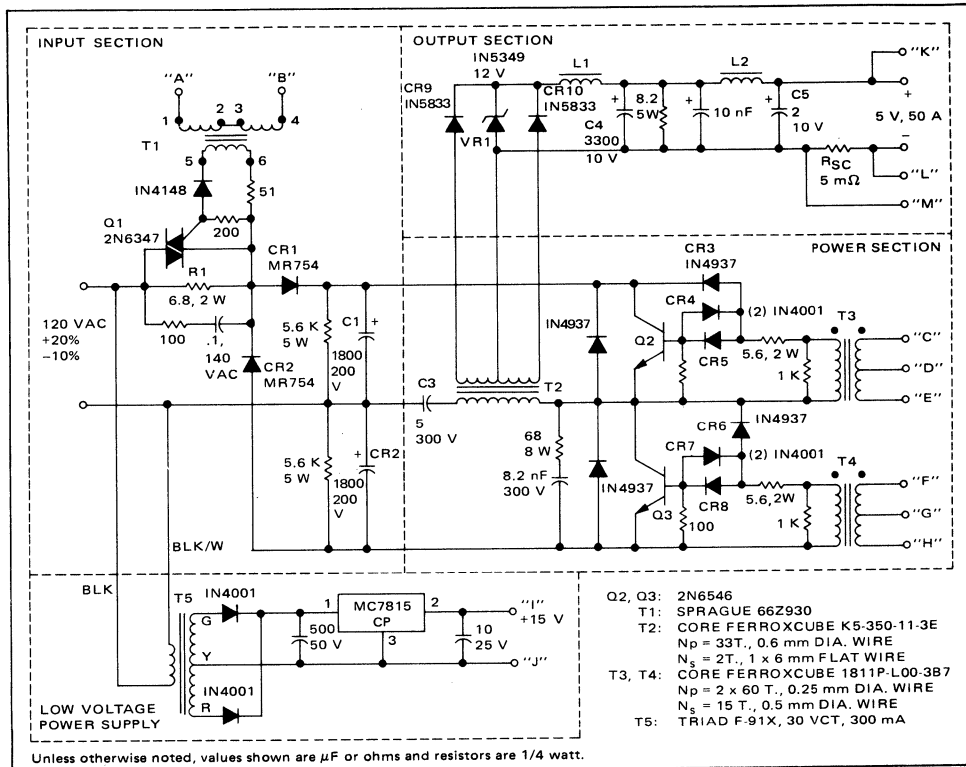 INPUT SECTION
"A"
"B"
1
2
3
4
T1
5
6
IN4148
51
200
Q1
2N6347
CR1
MR754
R1
6.8, 2 W
100
.1,
140
VAC
CR2
MR754
120 VAC
+20%
–10%
5.6 K
5 W
C1
+
1800
200
V
5.6 K
5 W
+
CR2
1800
200
V
BLK/W
BLK
OUTPUT SECTION
IN5349
12 V
CR9
IN5833
CR10
IN5833
VR1
L1
L2
+
C4
3300
10 V
8.2
5W
+
10 nF
+
C5
2
10 V
"K"
+
5 V, 50 A
–
RSC
5 mΩ
"L"
"M"
POWER SECTION
CR3
IN4937
CR4
(2) IN4001
T3
IN4937
Q2
CR5
5.6, 2 W
1 K
"C"
"D"
"E"
C3
5
300 V
T2
68
8 W
8.2 nF
300 V
IN4937
CR6
IN4937
CR7
(2) IN4001
T4
Q3
CR8
100
5.6,2W
1 K
"F"
"G"
"H"
T5
IN4001
G
Y
R
IN4001
500
50 V
1
MC7815
CP
2
3
10
25 V
"I"
+15 V
"J"
LOW VOLTAGE
POWER SUPPLY
Q2, Q3: 2N6546
T1: SPRAGUE 66Z930
T2: CORE FERROXCUBE K5-350-11-3E
Np = 33T., 0.6 mm DIA. WIRE
Ns = 2T., 1 x 6 mm FLAT WIRE
T3, T4: CORE FERROXCUBE 1811P-L00-3B7
Np = 2 x 60 T., 0.25 mm DIA. WIRE
Ns = 15 T., 0.5 mm DIA. WIRE
T5: TRIAD F-91X, 30 VCT, 300 mA
Unless otherwise noted, values shown are μF or ohms and resistors are 1/4 watt.